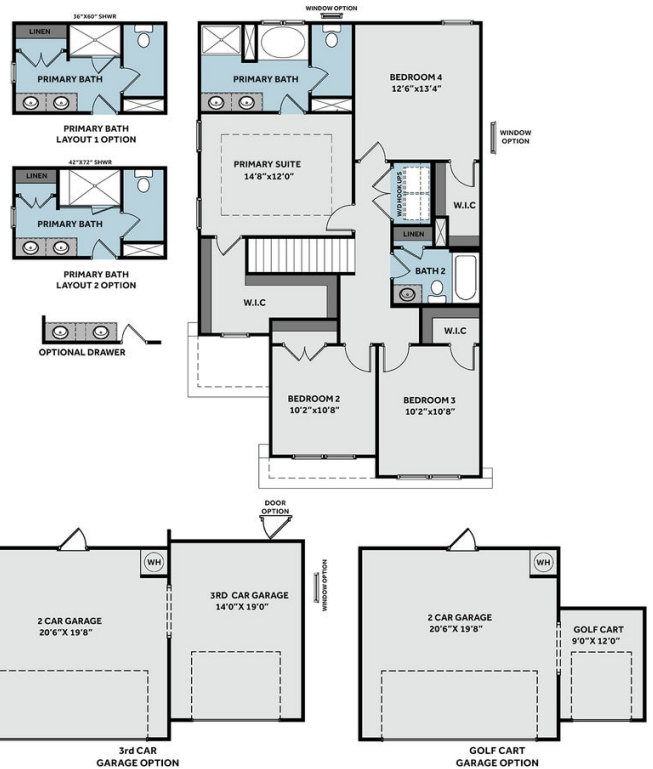 36"X60" SHWR
LINEN
PRIMARY BATH
PRIMARY BATH
LAYOUT 1 OPTION
42"X72" SHWR
LINEN
PRIMARY BATH
PRIMARY BATH
LAYOUT 2 OPTION
OPTIONAL DRAWER
WINDOW OPTION
PRIMARY BATH
BEDROOM 4
12'6"x13'4"
WINDOW
OPTION
PRIMARY SUITE
14'8"x12'0"
W/D HOOK UPS
W.I.C
LINEN
BATH 2
W.I.C
W.I.C
BEDROOM 2
10'2"x10'8"
BEDROOM 3
10'2"x10'8"
DOOR
OPTION
WH
2 CAR GARAGE
20'6"X 19'8"
3RD CAR GARAGE
14'0"X 19'0"
WINDOW OPTION
3rd CAR
GARAGE OPTION
WH
2 CAR GARAGE
20'6"X 19'8"
GOLF CART
9'0"X 12'0"
GOLF CART
GARAGE OPTION